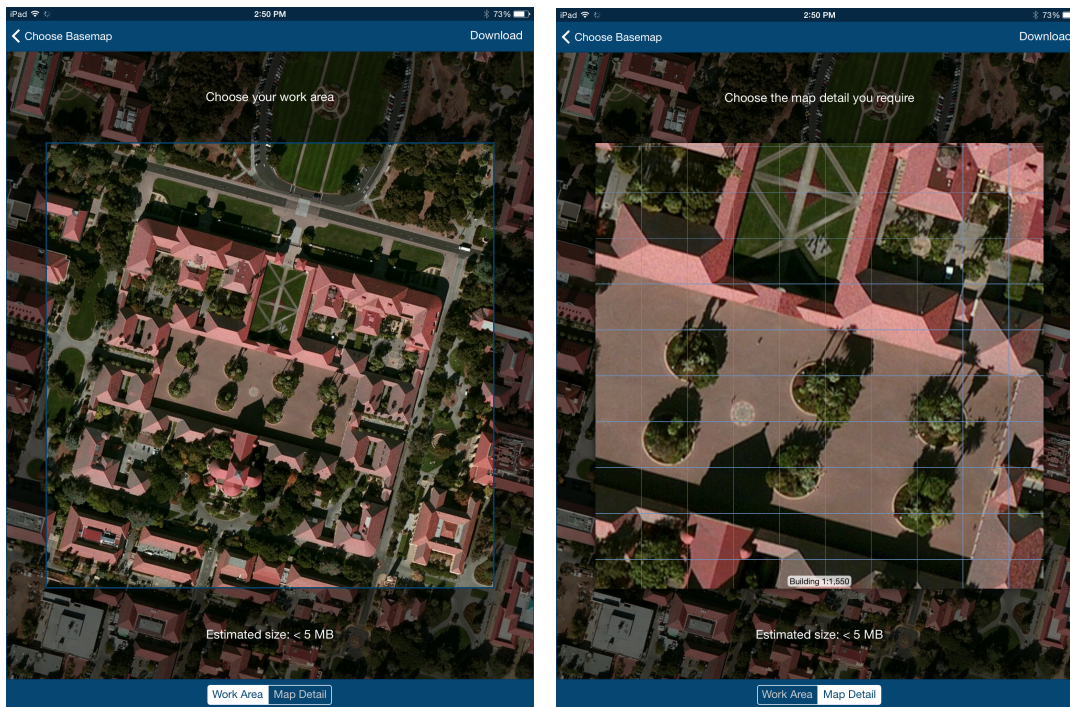 iPad 2:50 PM 73%
Choose Basemap Download
Choose your work area
Estimated size: < 5 MB
Work Area Map Detail
iPad 2:50 PM 73%
Choose Basemap Download
Choose the map detail you require
Building 1:1,550
Estimated size: < 5 MB
Work Area Map Detail